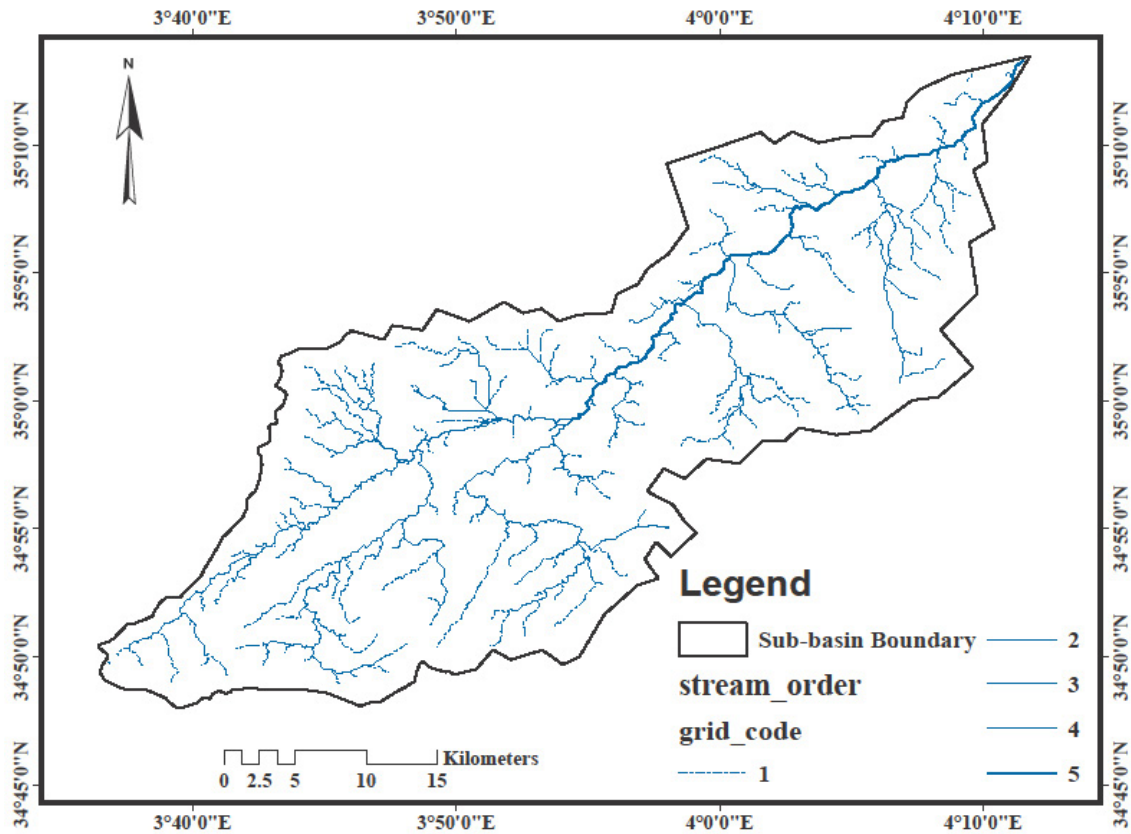 3°40'0"E 3°50'0"E 4°0'0"E 4°10'0"E
N
35°10'0"N 35°10'0"N
35°5'0"N 35°5'0"N
35°0'0"N 35°0'0"N
34°55'0"N 34°55'0"N
34°50'0"N 34°50'0"N
34°45'0"N 34°45'0"N
Legend
Sub-basin Boundary 2
stream_order 3
grid_code 4
1 5
Kilometers
0 2.5 5 10 15
3°40'0"E 3°50'0"E 4°0'0"E 4°10'0"E